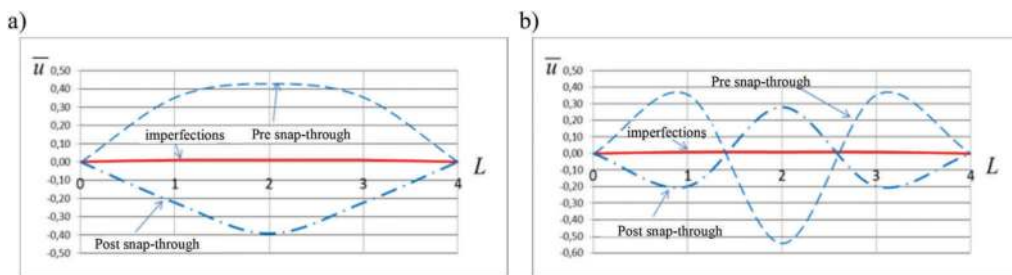 a)
u
0,50
0,40
0,30
0,20
0,10
0,00
-0,10
-0,20
-0,30
-0,40
-0,50
imperfections
Pre snap-through
Post snap-through
0 1 2 3 4
L
b)
u
0,50
0,40
0,30
0,20
0,10
0,00
-0,10
-0,20
-0,30
-0,40
-0,50
-0,60
Pre snap-through
imperfections
Post snap-through
0 1 2 3 4
L